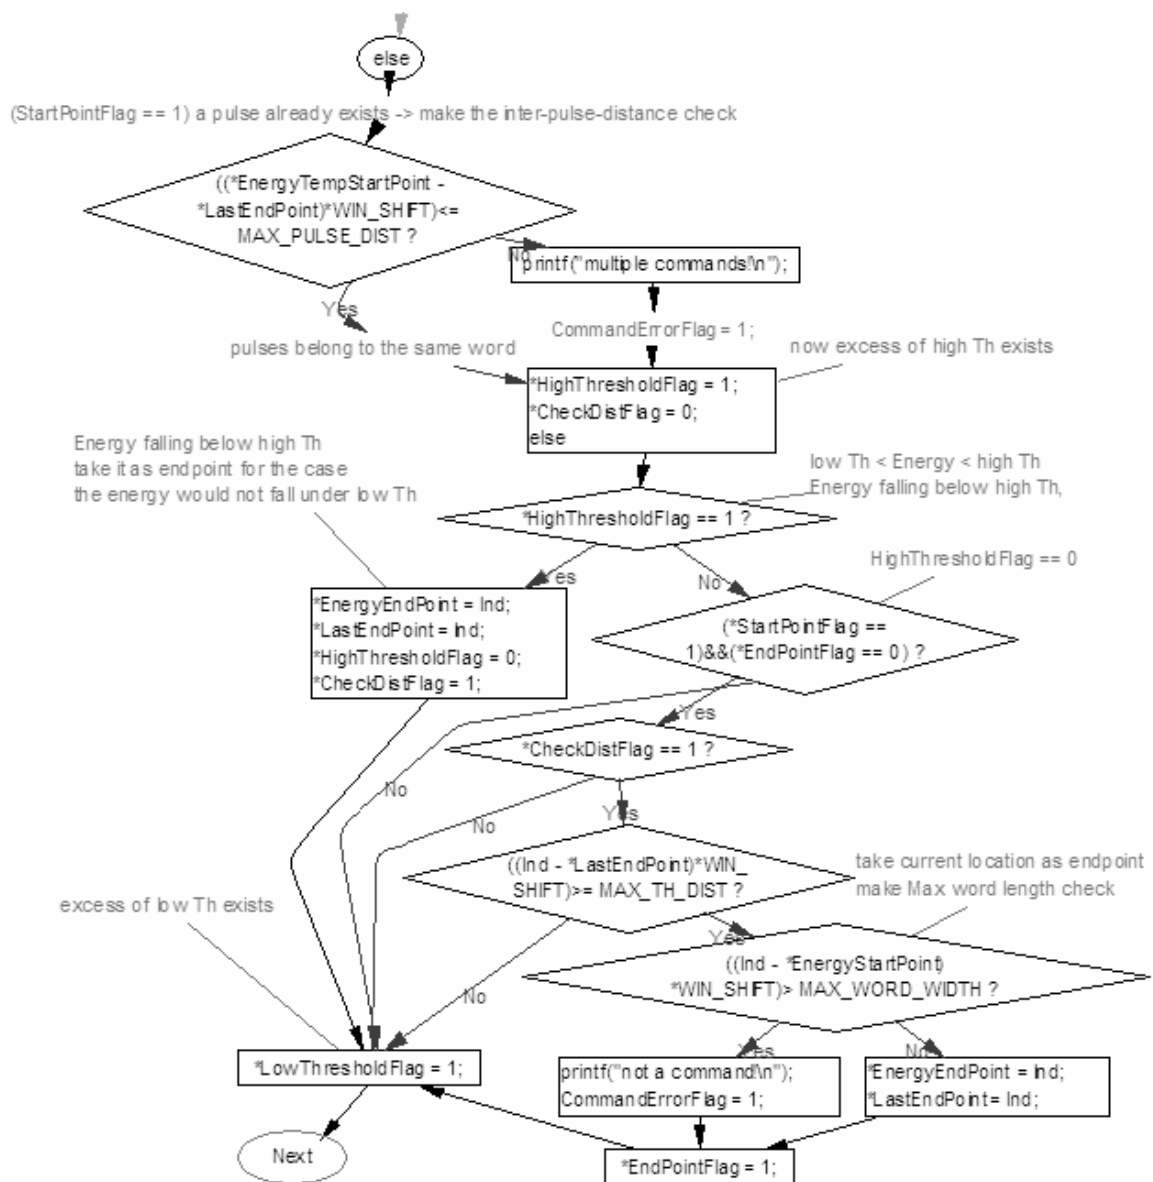 else
(StartPointFlag == 1) a pulse already exists -> make the inter-pulse-distance check
((*EnergyTempStartPoint -
*LastEndPoint)*WIN_SHIFT)<=
MAX_PULSE_DIST ?
No
printf("multiple commands!\n");
Yes
CommandErrorFlag = 1;
pulses belong to the same word
now excess of high Th exists
*HighThresholdFlag = 1;
*CheckDistFlag = 0;
else
Energy falling below high Th
take it as endpoint for the case
the energy would not fall under low Th
low Th < Energy < high Th
Energy falling below high Th,
*HighThresholdFlag == 1 ?
Yes
No
HighThresholdFlag == 0
*EnergyEndPoint = Ind;
*LastEndPoint = Ind;
*HighThresholdFlag = 0;
*CheckDistFlag = 1;
(*StartPointFlag ==
1)&&(*EndPointFlag == 0) ?
Yes
*CheckDistFlag == 1 ?
No
No
Yes
((Ind - *LastEndPoint)*WIN_
SHIFT)>= MAX_TH_DIST ?
take current location as endpoint
make Max word length check
excess of low Th exists
Yes
((Ind - *EnergyStartPoint)
*WIN_SHIFT)> MAX_WORD_WIDTH ?
No
Yes
No
*LowThresholdFlag = 1;
printf("not a command!\n");
CommandErrorFlag = 1;
*EnergyEndPoint = Ind;
*LastEndPoint = Ind;
Next
*EndPointFlag = 1;